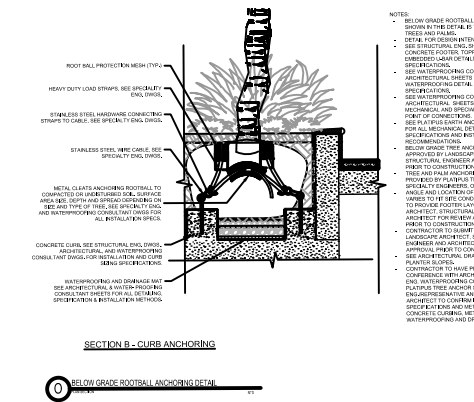 ROOT BALL PROTECTION MESH (TYP.)
HEAVY DUTY LOAD STRAPS. SEE SPECIALTY
ENG. DWGS.
STAINLESS STEEL HARDWARE CONNECTING
STRAPS TO CABLE. SEE SPECIALTY ENG. DWGS.
STAINLESS STEEL WIRE CABLE, SEE
SPECIALTY ENG. DWGS.
METAL CLEATS ANCHORING ROOTBALL TO
COMPACTED OR UNDISTURBED SOIL. SURFACE
AREA SIZE, DEPTH AND SPREAD DEPENDING ON
SIZE AND TYPE OF TREE, SEE SPECIALTY ENG.
AND WATERPROOFING CONSULTANT DWGS FOR
ALL INSTALLATION SPECS.
CONCRETE CURB, SEE STRUCTURAL ENG. DWGS.,
ARCHITECTURAL, AND WATERPROOFING
CONSULTANT DWGS. FOR INSTALLATION AND CURB
SIZING SPECIFICATIONS.
WATERPROOFING AND DRAINAGE MAT
SEE ARCHITECTURAL & WATER- PROOFING
CONSULTANT SHEETS FOR ALL DETAILING,
SPECIFICATION & INSTALLATION METHODS.
SECTION B - CURB ANCHORING
O
BELOW GRADE ROOTBALL ANCHORING DETAIL
NOTES:
- BELOW GRADE ROOTBALL
SHOWN IN THIS DETAIL IS
TREES AND PALMS.
- DETAIL FOR DESIGN INTEN
- SEE STRUCTURAL ENG. SH
CONCRETE FOOTER, TOPP
EMBEDDED U-BAR DETAIL
SPECIFICATIONS.
- SEE WATERPROOFING CO
ARCHITECTURAL SHEETS
WATERPROOFING DETAIL
SPECIFICATIONS.
- SEE WATERPROOFING CO
ARCHITECTURAL SHEETS
MECHANICAL AND SPECIAL
POINT OF CONNECTIONS.
- SEE PLATIPUS EARTH ANC
FOR ALL MECHANICAL DET
SPECIFICATIONS AND INST
RECOMMENDATIONS.
- BELOW GRADE TREE ANC
APPROVED BY LANDSCAP
STRUCTURAL ENGINEER A
PRIOR TO CONSTRUCTION
- TREE AND PALM ANCHORI
PROVIDED BY PLATIPUS T
SPECIALTY ENGINEERS, O
ANGLE AND LOCATION OF
VARIES TO FIT SITE CONDI
TO PROVIDE FOOTER LAY
ARCHITECT, STRUCTURAL
ARCHITECT FOR REVIEW A
PRIOR TO CONSTRUCTION
- CONTRACTOR TO SUBMIT
LANDSCAPE ARCHITECT, S
ENGINEER AND ARCHITEC
APPROVAL PRIOR TO CON
- SEE ARCHITECTURAL DRA
PLANTER SLOPES.
- CONTRACTOR TO HAVE P
CONFERENCE WITH ARCH
ENG. WATERPROOFING C
PLATIPUS TREE ANCHOR
ENG./REPRESENATIVE AN
ARCHITECT TO CONFIRM
SPECIFICATIONS AND MET
CONCRETE CURBING, MET
WATERPROOFING AND DR